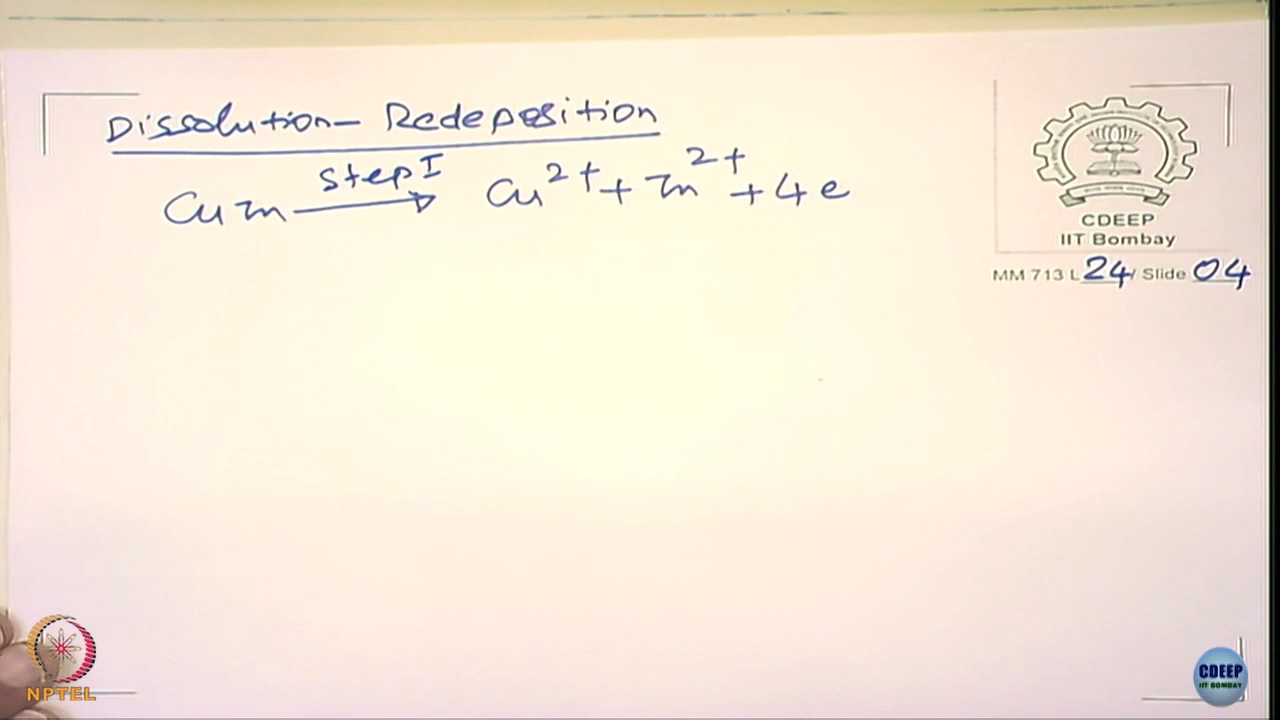 Dissolution- Redeposition
CuZn Step I → Cu²⁺ + Zn²⁺ + 4e
CDEEP
IIT Bombay
MM 713 L 24 / Slide 04
NPTEL
CDEEP
IIT BOMBAY